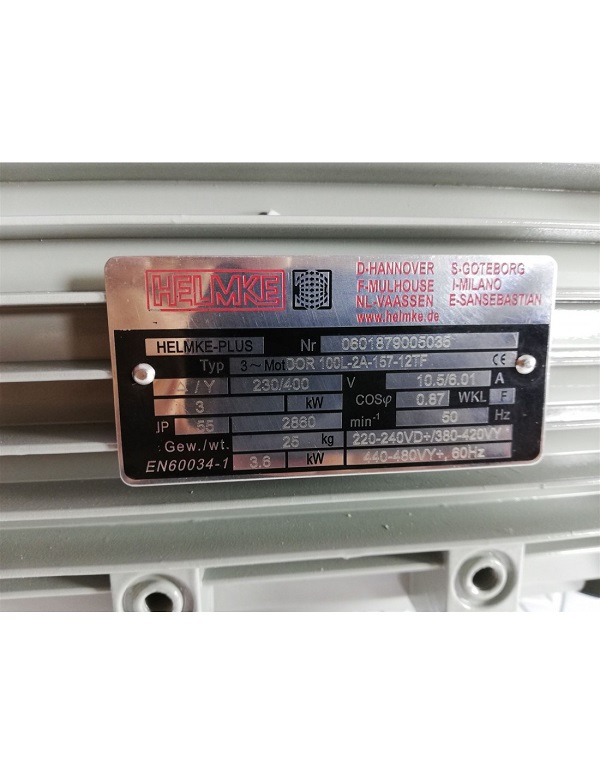 HELMKE
D-HANNOVER S-GOTEBORG
F-MULHOUSE I-MILANO
NL-VAASSEN E-SANSEBASTIAN
www.helmke.de
HELMKE-PLUS Nr 0601879005035
Typ 3～Mot DOR 100L-2A-157-12TF CE
Δ/Y 230/400 V 10.5/6.01 A
3 kW COSφ 0.87 WKL F
IP 55 2860 min⁻¹ 50 Hz
Gew./wt. 25 kg 220-240VD÷/380-420VY
EN60034-1 3.6 kW 440-480VY÷, 60Hz